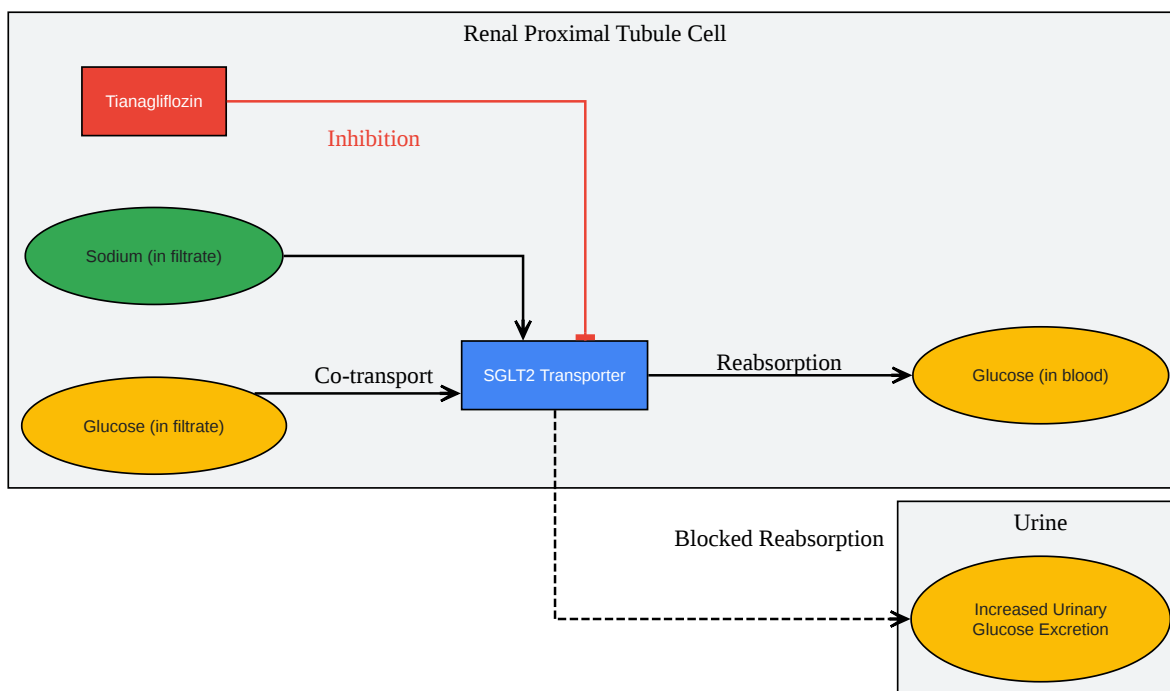 Renal Proximal Tubule Cell
Tianagliflozin
Inhibition
Sodium (in filtrate)
Co-transport
SGLT2 Transporter
Reabsorption
Glucose (in blood)
Glucose (in filtrate)
Blocked Reabsorption
Urine
Increased Urinary
Glucose Excretion